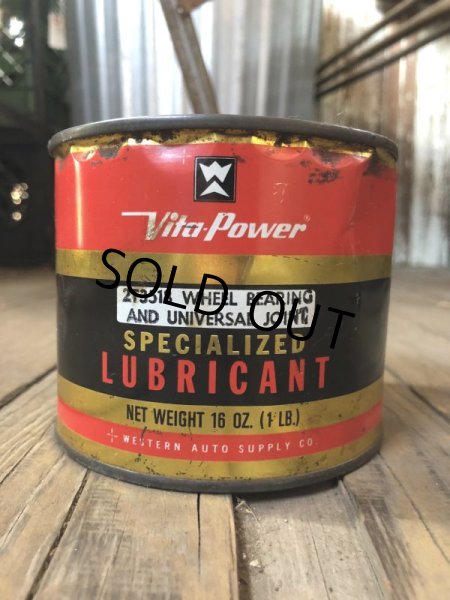 Vita-Power®
SOLD OUT
2T3512 WHEEL BEARING
AND UNIVERSAL JOINT
SPECIALIZED
LUBRICANT
NET WEIGHT 16 OZ. (1 LB.)
WESTERN AUTO SUPPLY CO.